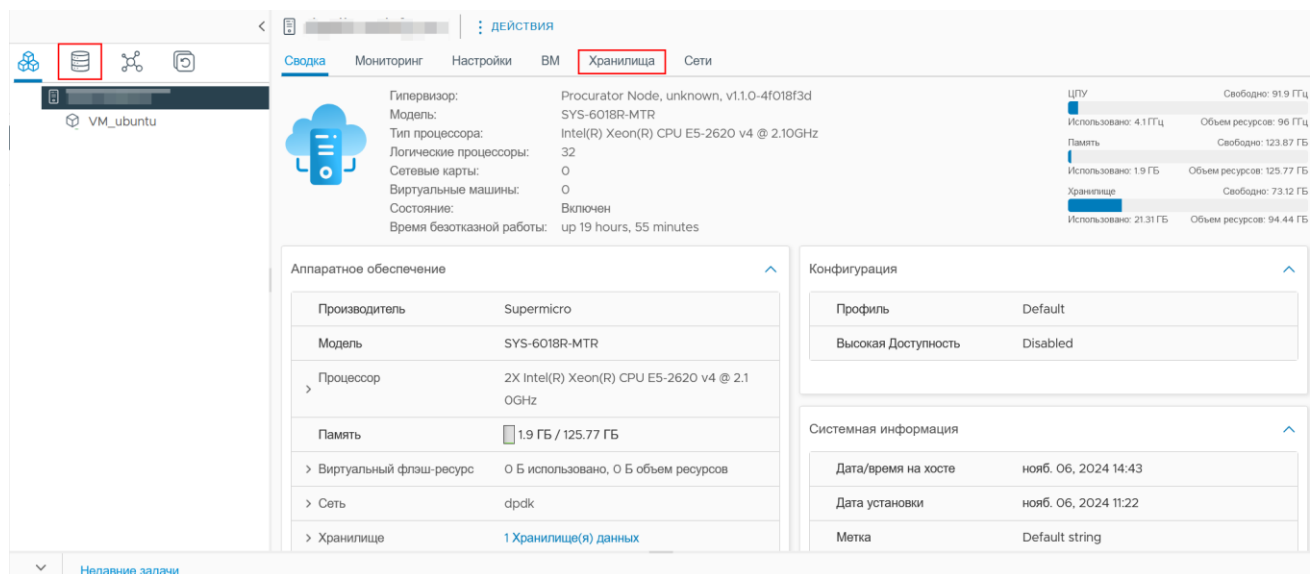 ДЕЙСТВИЯ
Сводка Мониторинг Настройки ВМ Хранилища Сети
VM_ubuntu
Гипервизор: Procurator Node, unknown, v1.1.0-4f018f3d
Модель: SYS-6018R-MTR
Тип процессора: Intel(R) Xeon(R) CPU E5-2620 v4 @ 2.10GHz
Логические процессоры: 32
Сетевые карты: 0
Виртуальные машины: 0
Состояние: Включен
Время безотказной работы: up 19 hours, 55 minutes
ЦПУ Свободно: 91.9 ГГц
Использовано: 4.1 ГГц Объем ресурсов: 96 ГГц
Память Свободно: 123.87 ГБ
Использовано: 1.9 ГБ Объем ресурсов: 125.77 ГБ
Хранилище Свободно: 73.12 ГБ
Использовано: 21.31 ГБ Объем ресурсов: 94.44 ГБ
Аппаратное обеспечение
Производитель Supermicro
Модель SYS-6018R-MTR
Процессор 2X Intel(R) Xeon(R) CPU E5-2620 v4 @ 2.1
0GHz
Память 1.9 ГБ / 125.77 ГБ
Виртуальный флэш-ресурс 0 Б использовано, 0 Б объем ресурсов
Сеть dpdk
Хранилище 1 Хранилище(я) данных
Конфигурация
Профиль Default
Высокая Доступность Disabled
Системная информация
Дата/время на хосте нояб. 06, 2024 14:43
Дата установки нояб. 06, 2024 11:22
Метка Default string
Недавние задачи